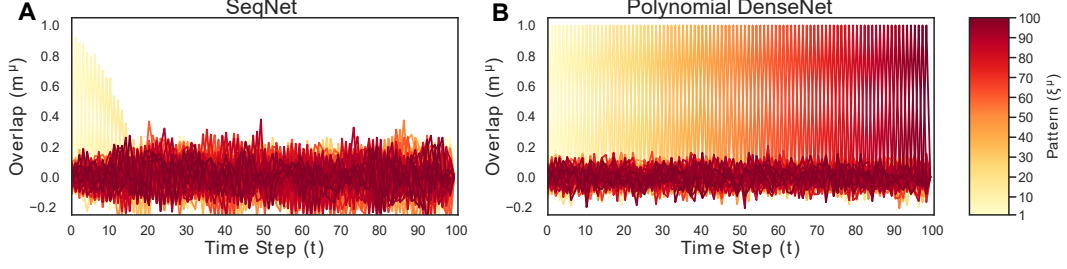 A
SeqNet
Overlap (m^μ)
1.0
0.8
0.6
0.4
0.2
0.0
−0.2
0 10 20 30 40 50 60 70 80 90 100
Time Step (t)
B
Polynomial DenseNet
Overlap (m^μ)
1.0
0.8
0.6
0.4
0.2
0.0
−0.2
0 10 20 30 40 50 60 70 80 90 100
Time Step (t)
100
90
80
70
60
50
40
30
20
10
1
Pattern (ξ^μ)